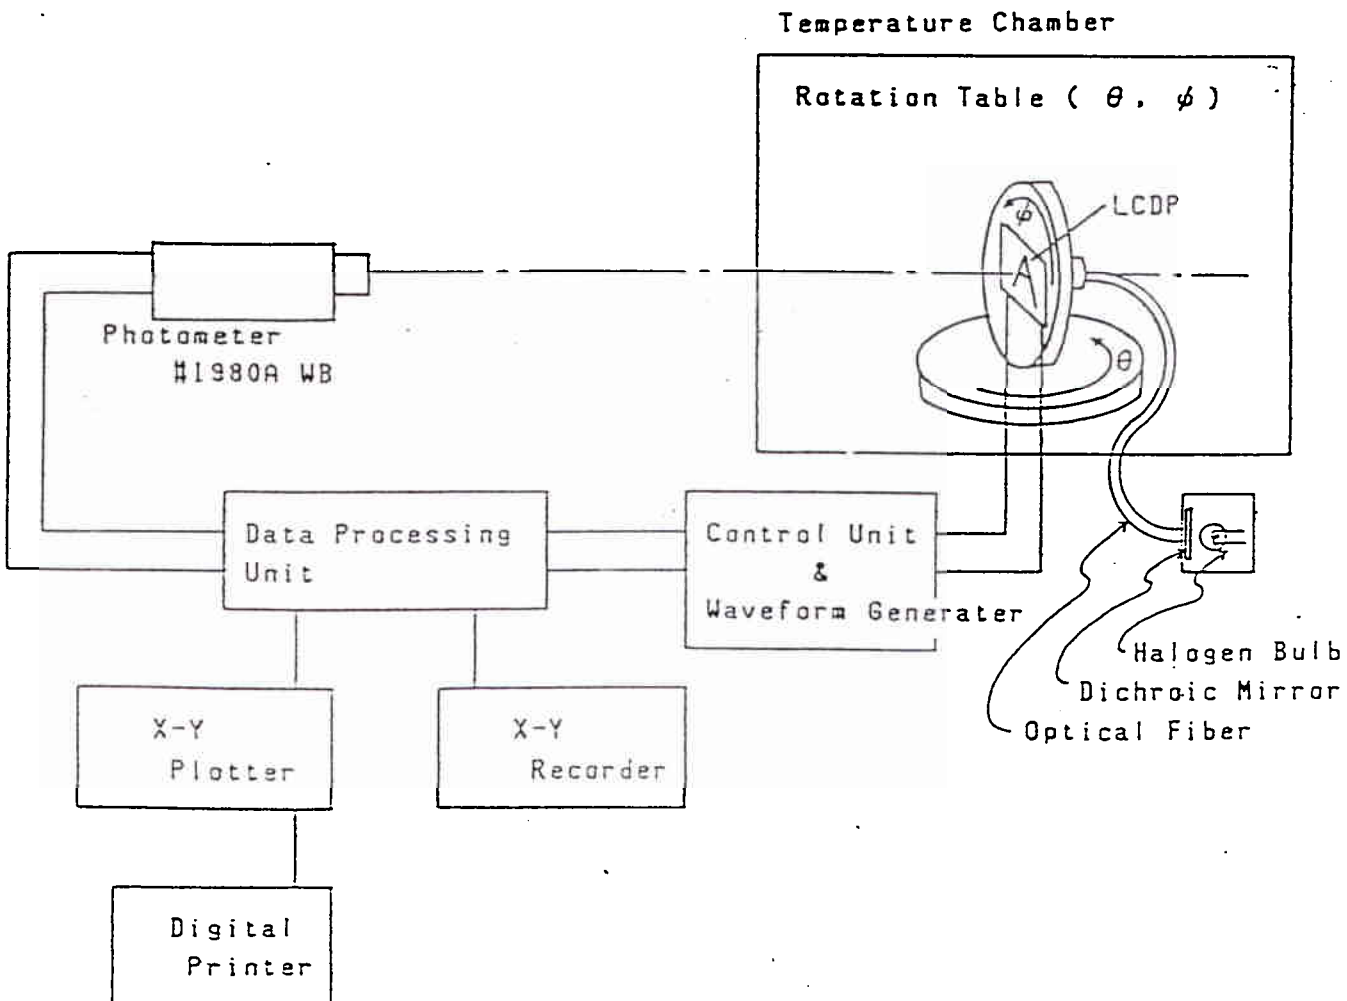 Temperature Chamber
Rotation Table ( θ, φ )
φ
LCDP
A
θ
Photometer
#1980A WB
Data Processing
Unit
Control Unit
&
Waveform Generater
Halogen Bulb
Dichroic Mirror
Optical Fiber
X-Y
Plotter
X-Y
Recorder
Digital
Printer